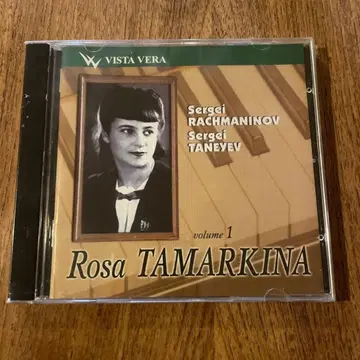 VISTA VERA
Sergei
RACHMANINOV
Sergei
TANEYEV
volume 1
Rosa TAMARKINA